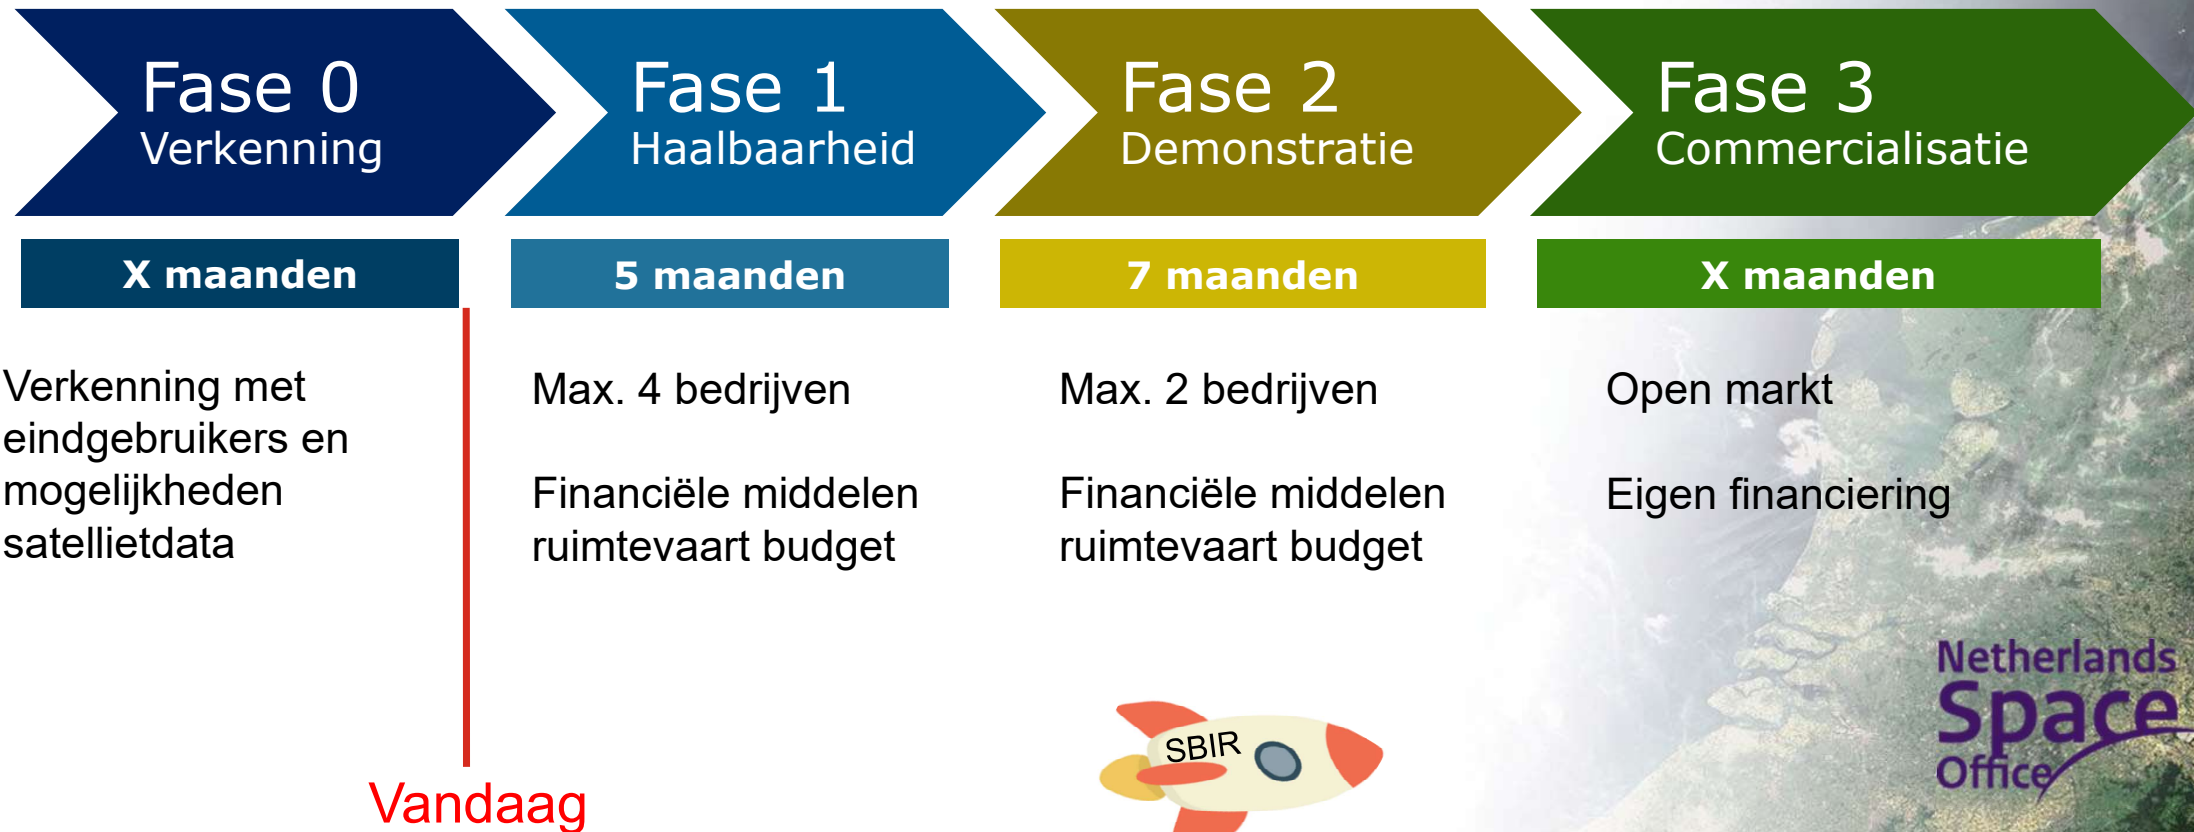 Fase 0
Verkenning
Fase 1
Haalbaarheid
Fase 2
Demonstratie
Fase 3
Commercialisatie
X maanden
5 maanden
7 maanden
X maanden
Verkenning met
eindgebruikers en
mogelijkheden
satellietdata
Max. 4 bedrijven
Financiële middelen
ruimtevaart budget
Max. 2 bedrijven
Financiële middelen
ruimtevaart budget
Open markt
Eigen financiering
Vandaag
SBIR
Netherlands
Space
Office